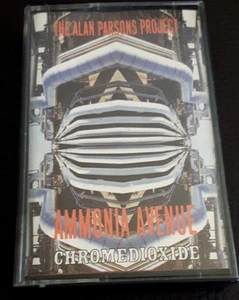 THE ALAN PARSONS PROJECT
AMMONIA AVENUE
CHROMEDIOXIDE